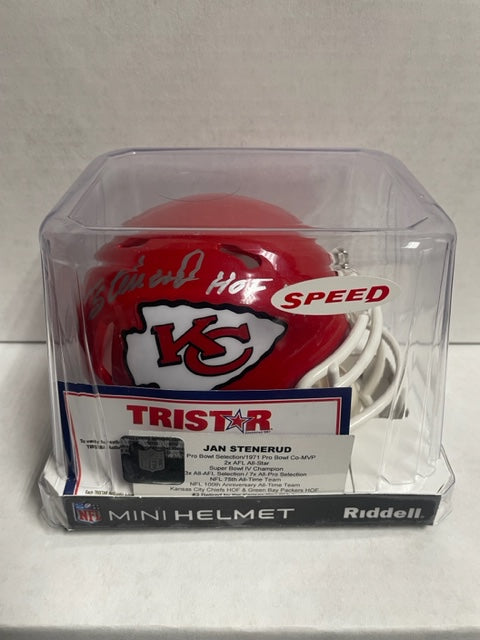 Stenerud HOF
SPEED
KC
TRISTAR
JAN STENERUD
Pro Bowl Selection/1971 Pro Bowl Co-MVP
2x AFL All-Star
Super Bowl IV Champion
3x All-AFL Selection / 7x All-Pro Selection
NFL 75th All-Time Team
NFL 100th Anniversary All-Time Team
Kansas City Chiefs HOF & Green Bay Packers HOF
NFL MINI HELMET Riddell